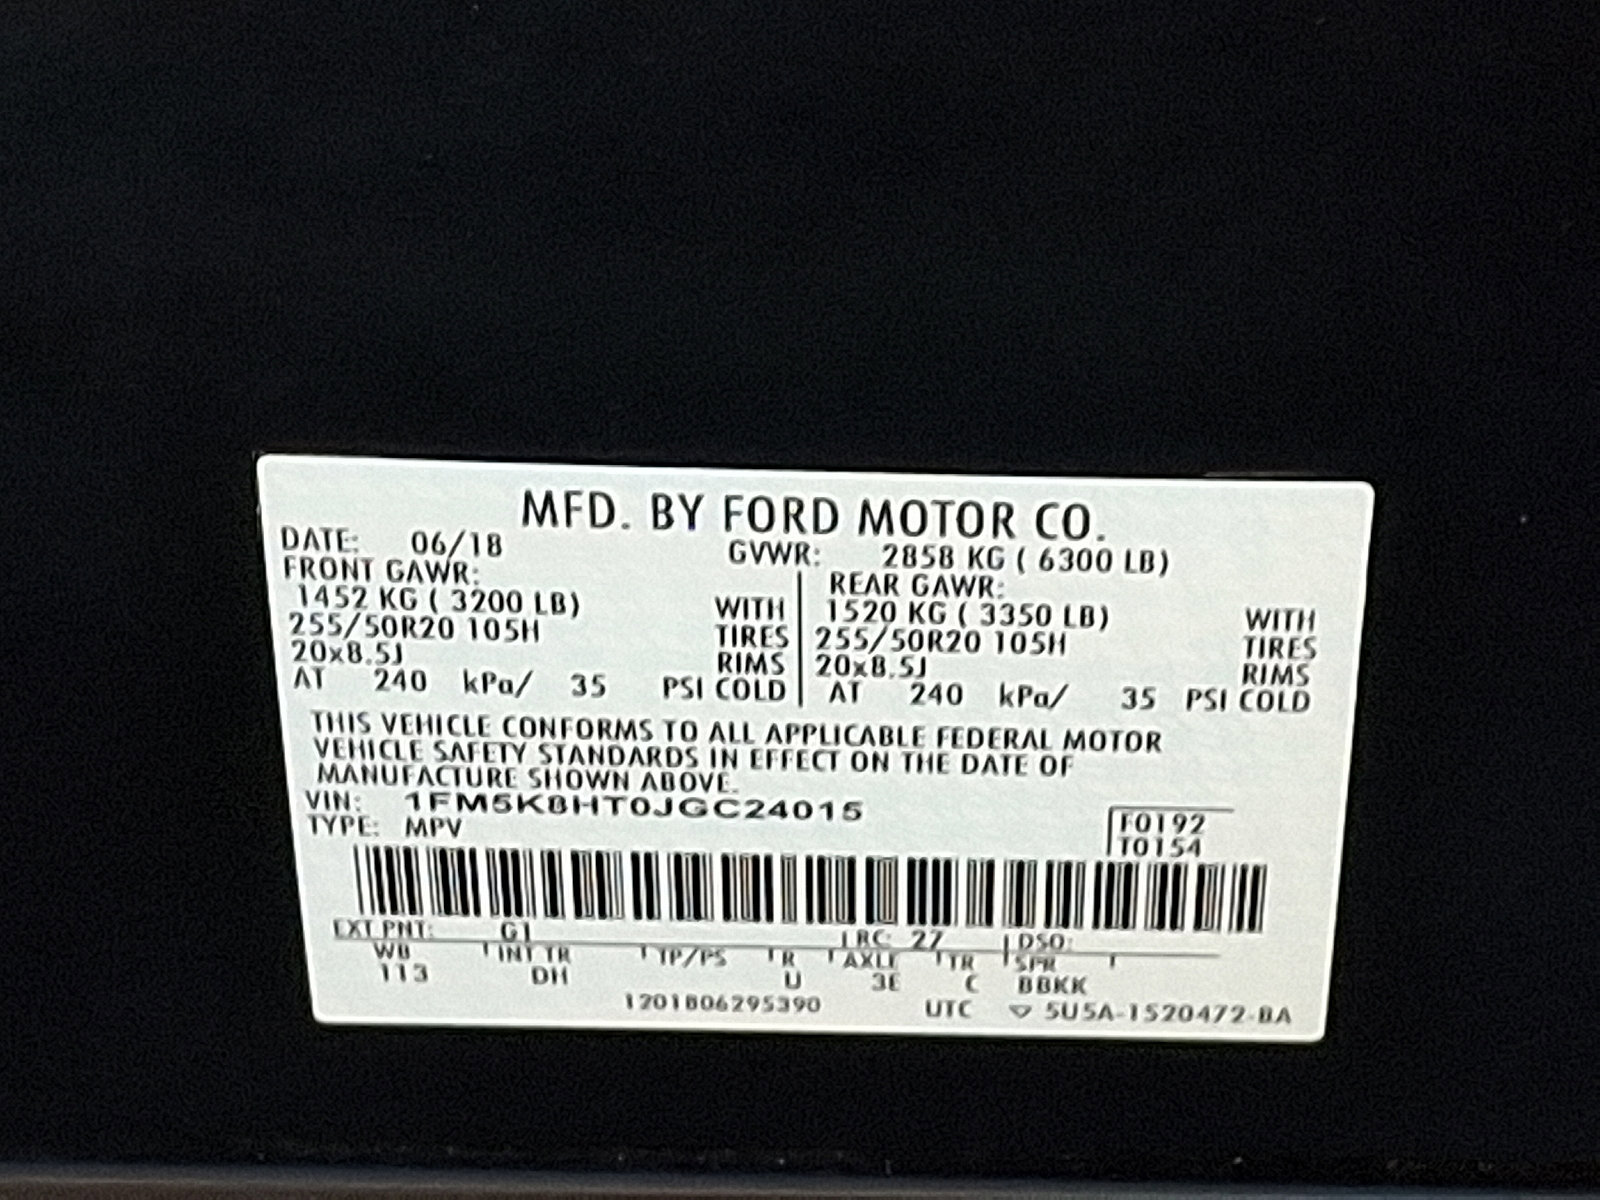 MFD. BY FORD MOTOR CO.
DATE: 06/18 GVWR: 2858 KG ( 6300 LB)
FRONT GAWR: REAR GAWR:
1452 KG ( 3200 LB) WITH 1520 KG ( 3350 LB) WITH
255/50R20 105H TIRES 255/50R20 105H TIRES
20x8.5J RIMS 20x8.5J RIMS
AT 240 kPa/ 35 PSI COLD AT 240 kPa/ 35 PSI COLD
THIS VEHICLE CONFORMS TO ALL APPLICABLE FEDERAL MOTOR
VEHICLE SAFETY STANDARDS IN EFFECT ON THE DATE OF
MANUFACTURE SHOWN ABOVE.
VIN: 1FM5K8HT0JGC24015
TYPE: MPV F0192
T0154
EXT PNT: G1 RC: 27 DSO:
WB INT TR TP/PS R AXLE TR SPR
113 DH U 3E C BBKK
1201806295390 UTC ▽ 5U5A-1520472-BA